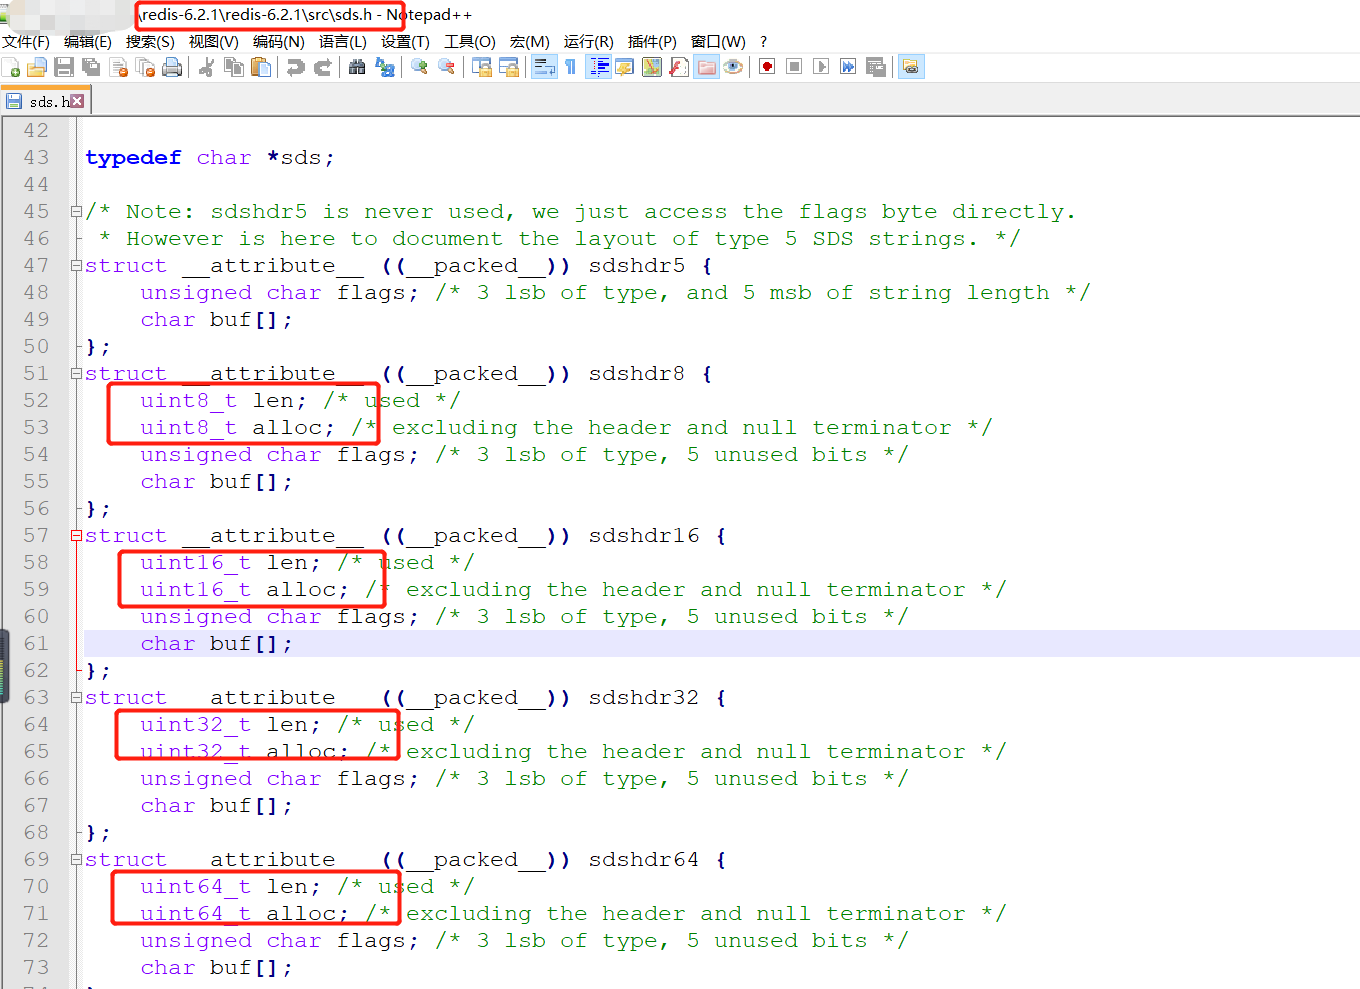 \redis-6.2.1\redis-6.2.1\src\sds.h - Notepad++
文件(F) 编辑(E) 搜索(S) 视图(V) 编码(N) 语言(L) 设置(T) 工具(O) 宏(M) 运行(R) 插件(P) 窗口(W) ?
sds.h
42
43 typedef char *sds;
44
45 /* Note: sdshdr5 is never used, we just access the flags byte directly.
46 * However is here to document the layout of type 5 SDS strings. */
47 struct __attribute__ ((__packed__)) sdshdr5 {
48 unsigned char flags; /* 3 lsb of type, and 5 msb of string length */
49 char buf[];
50 };
51 struct __attribute__ ((__packed__)) sdshdr8 {
52 uint8_t len; /* used */
53 uint8_t alloc; /* excluding the header and null terminator */
54 unsigned char flags; /* 3 lsb of type, 5 unused bits */
55 char buf[];
56 };
57 struct __attribute__ ((__packed__)) sdshdr16 {
58 uint16_t len; /* used */
59 uint16_t alloc; /* excluding the header and null terminator */
60 unsigned char flags; /* 3 lsb of type, 5 unused bits */
61 char buf[];
62 };
63 struct __attribute__ ((__packed__)) sdshdr32 {
64 uint32_t len; /* used */
65 uint32_t alloc; /* excluding the header and null terminator */
66 unsigned char flags; /* 3 lsb of type, 5 unused bits */
67 char buf[];
68 };
69 struct __attribute__ ((__packed__)) sdshdr64 {
70 uint64_t len; /* used */
71 uint64_t alloc; /* excluding the header and null terminator */
72 unsigned char flags; /* 3 lsb of type, 5 unused bits */
73 char buf[];